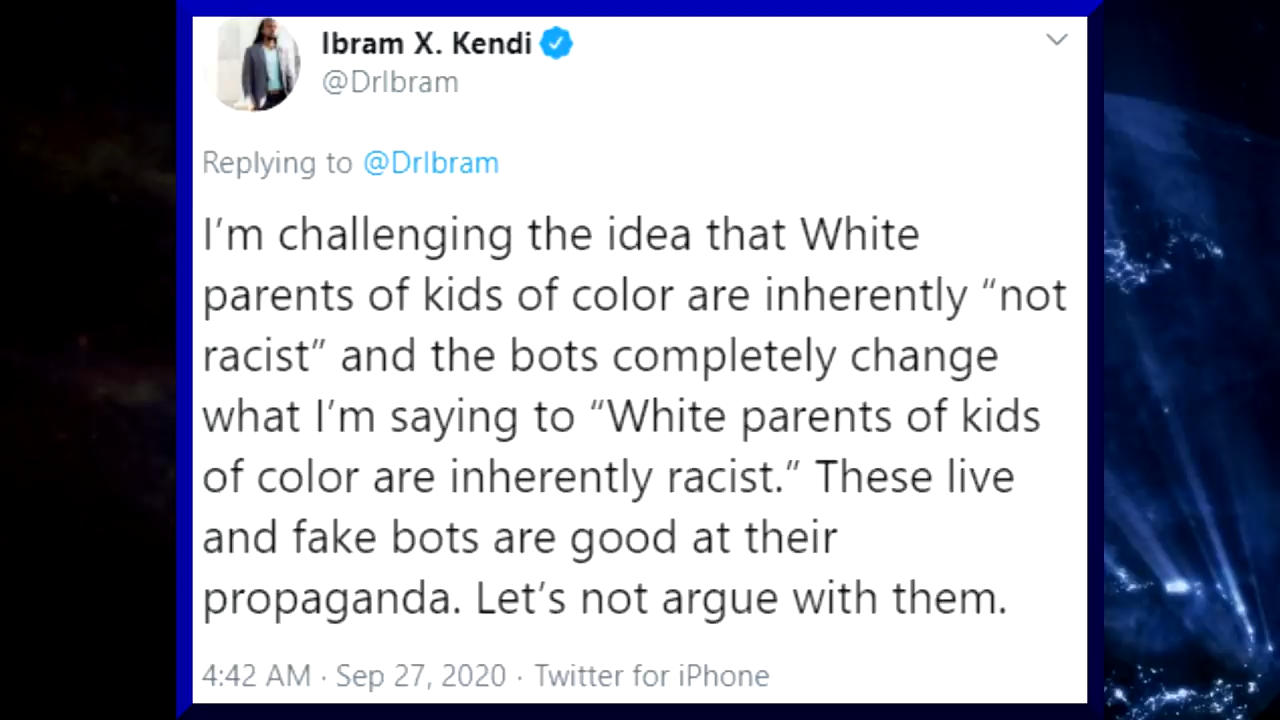 Ibram X. Kendi
@DrIbram
Replying to @DrIbram
I’m challenging the idea that White
parents of kids of color are inherently “not
racist” and the bots completely change
what I’m saying to “White parents of kids
of color are inherently racist.” These live
and fake bots are good at their
propaganda. Let’s not argue with them.
4:42 AM · Sep 27, 2020 · Twitter for iPhone